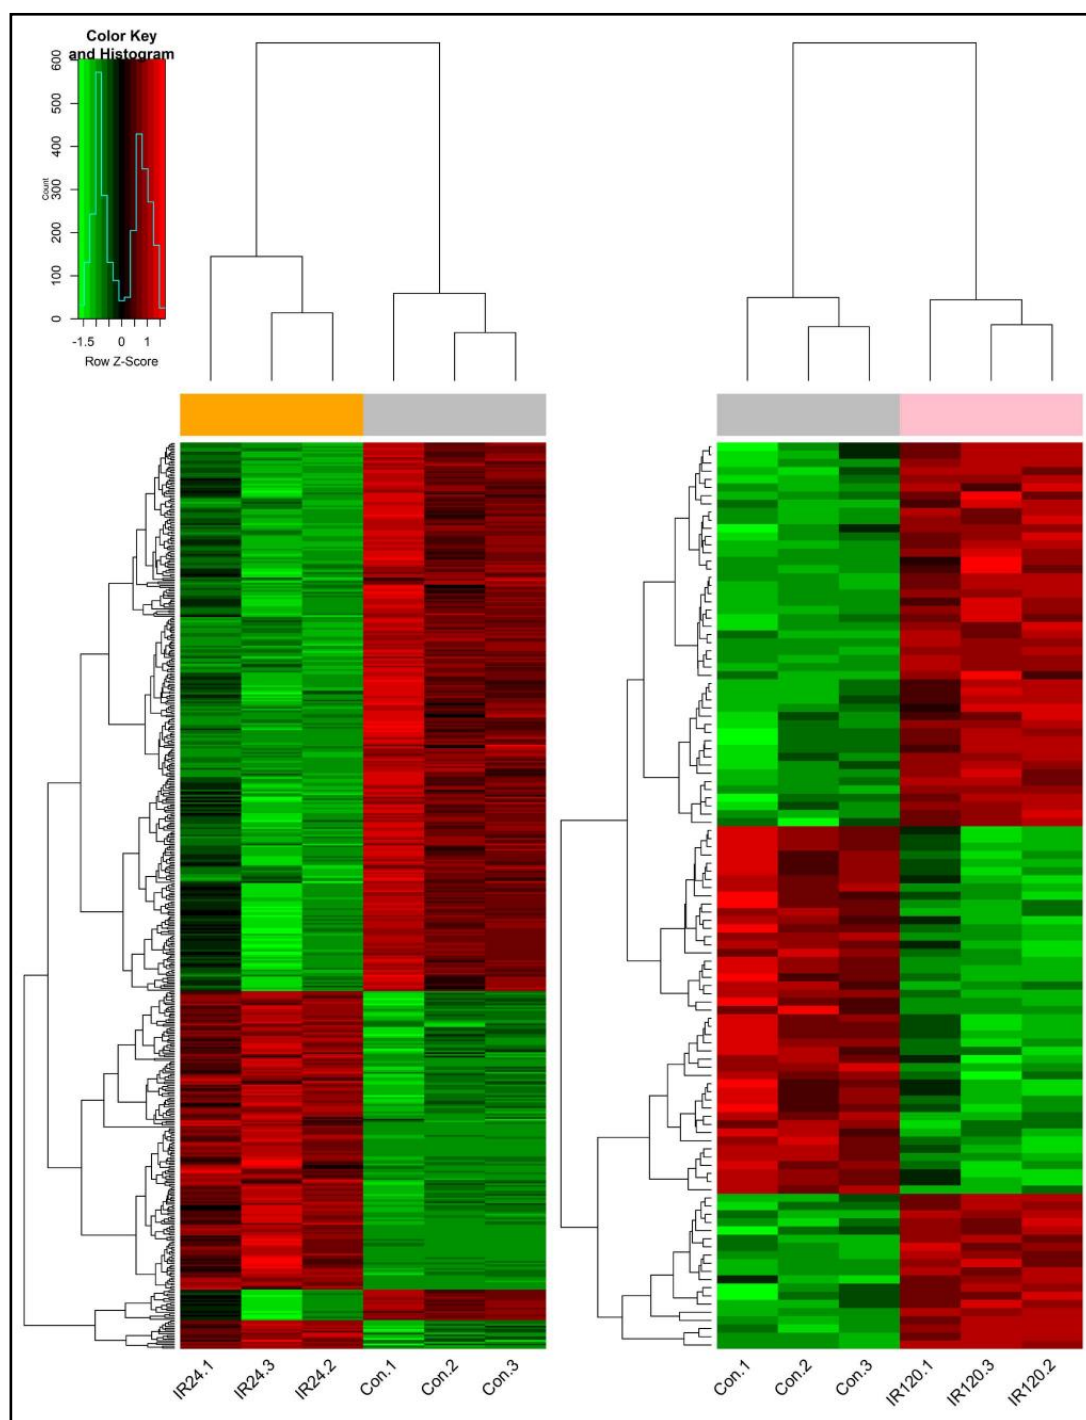 Color Key
and Histogram
600
500
400
300
200
100
0
Count
-1.5 0 1
Row Z-Score
IR24.1 IR24.3 IR24.2 Con.1 Con.2 Con.3
Con.1 Con.2 Con.3 IR120.1 IR120.3 IR120.2